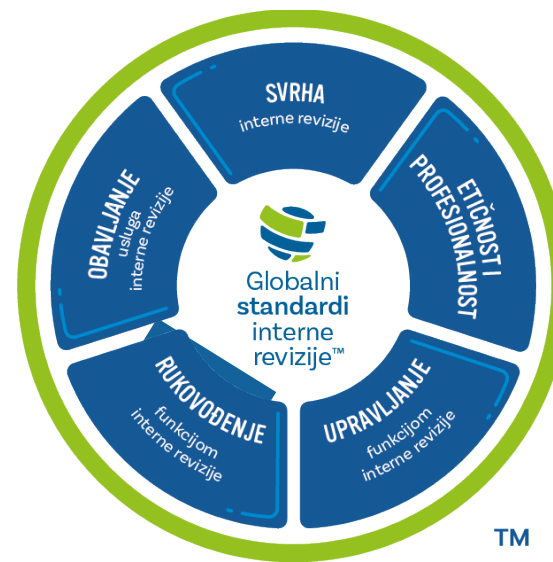 SVRHA
interne revizije
ETIČNOST I
PROFESIONALNOST
UPRAVLJANJE
funkcijom
interne revizije
RUKOVOĐENJE
funkcijom
interne revizije
OBAVLJANJE
usluga
interne revizije
Globalni
standardi
interne
revizije™
TM